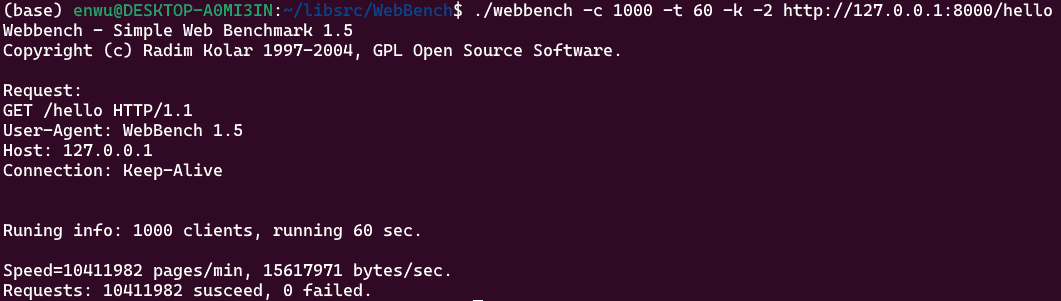 (base) enwu@DESKTOP-A0MI3IN:~/libsrc/WebBench$ ./webbench -c 1000 -t 60 -k -2 http://127.0.0.1:8000/hello
Webbench - Simple Web Benchmark 1.5
Copyright (c) Radim Kolar 1997-2004, GPL Open Source Software.
Request:
GET /hello HTTP/1.1
User-Agent: WebBench 1.5
Host: 127.0.0.1
Connection: Keep-Alive
Runing info: 1000 clients, running 60 sec.
Speed=10411982 pages/min, 15617971 bytes/sec.
Requests: 10411982 susceed, 0 failed.